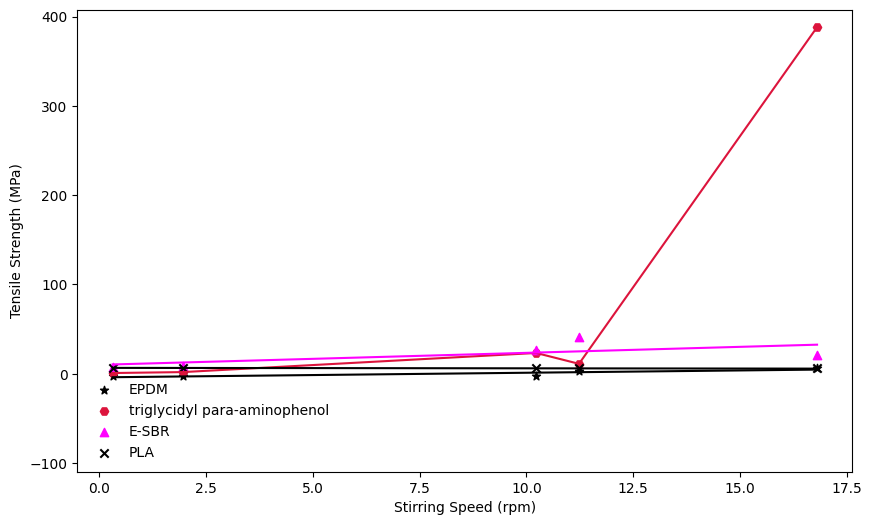 400
300
200
100
0
−100
Tensile Strength (MPa)
EPDM
triglycidyl para-aminophenol
E-SBR
PLA
0.0 2.5 5.0 7.5 10.0 12.5 15.0 17.5
Stirring Speed (rpm)